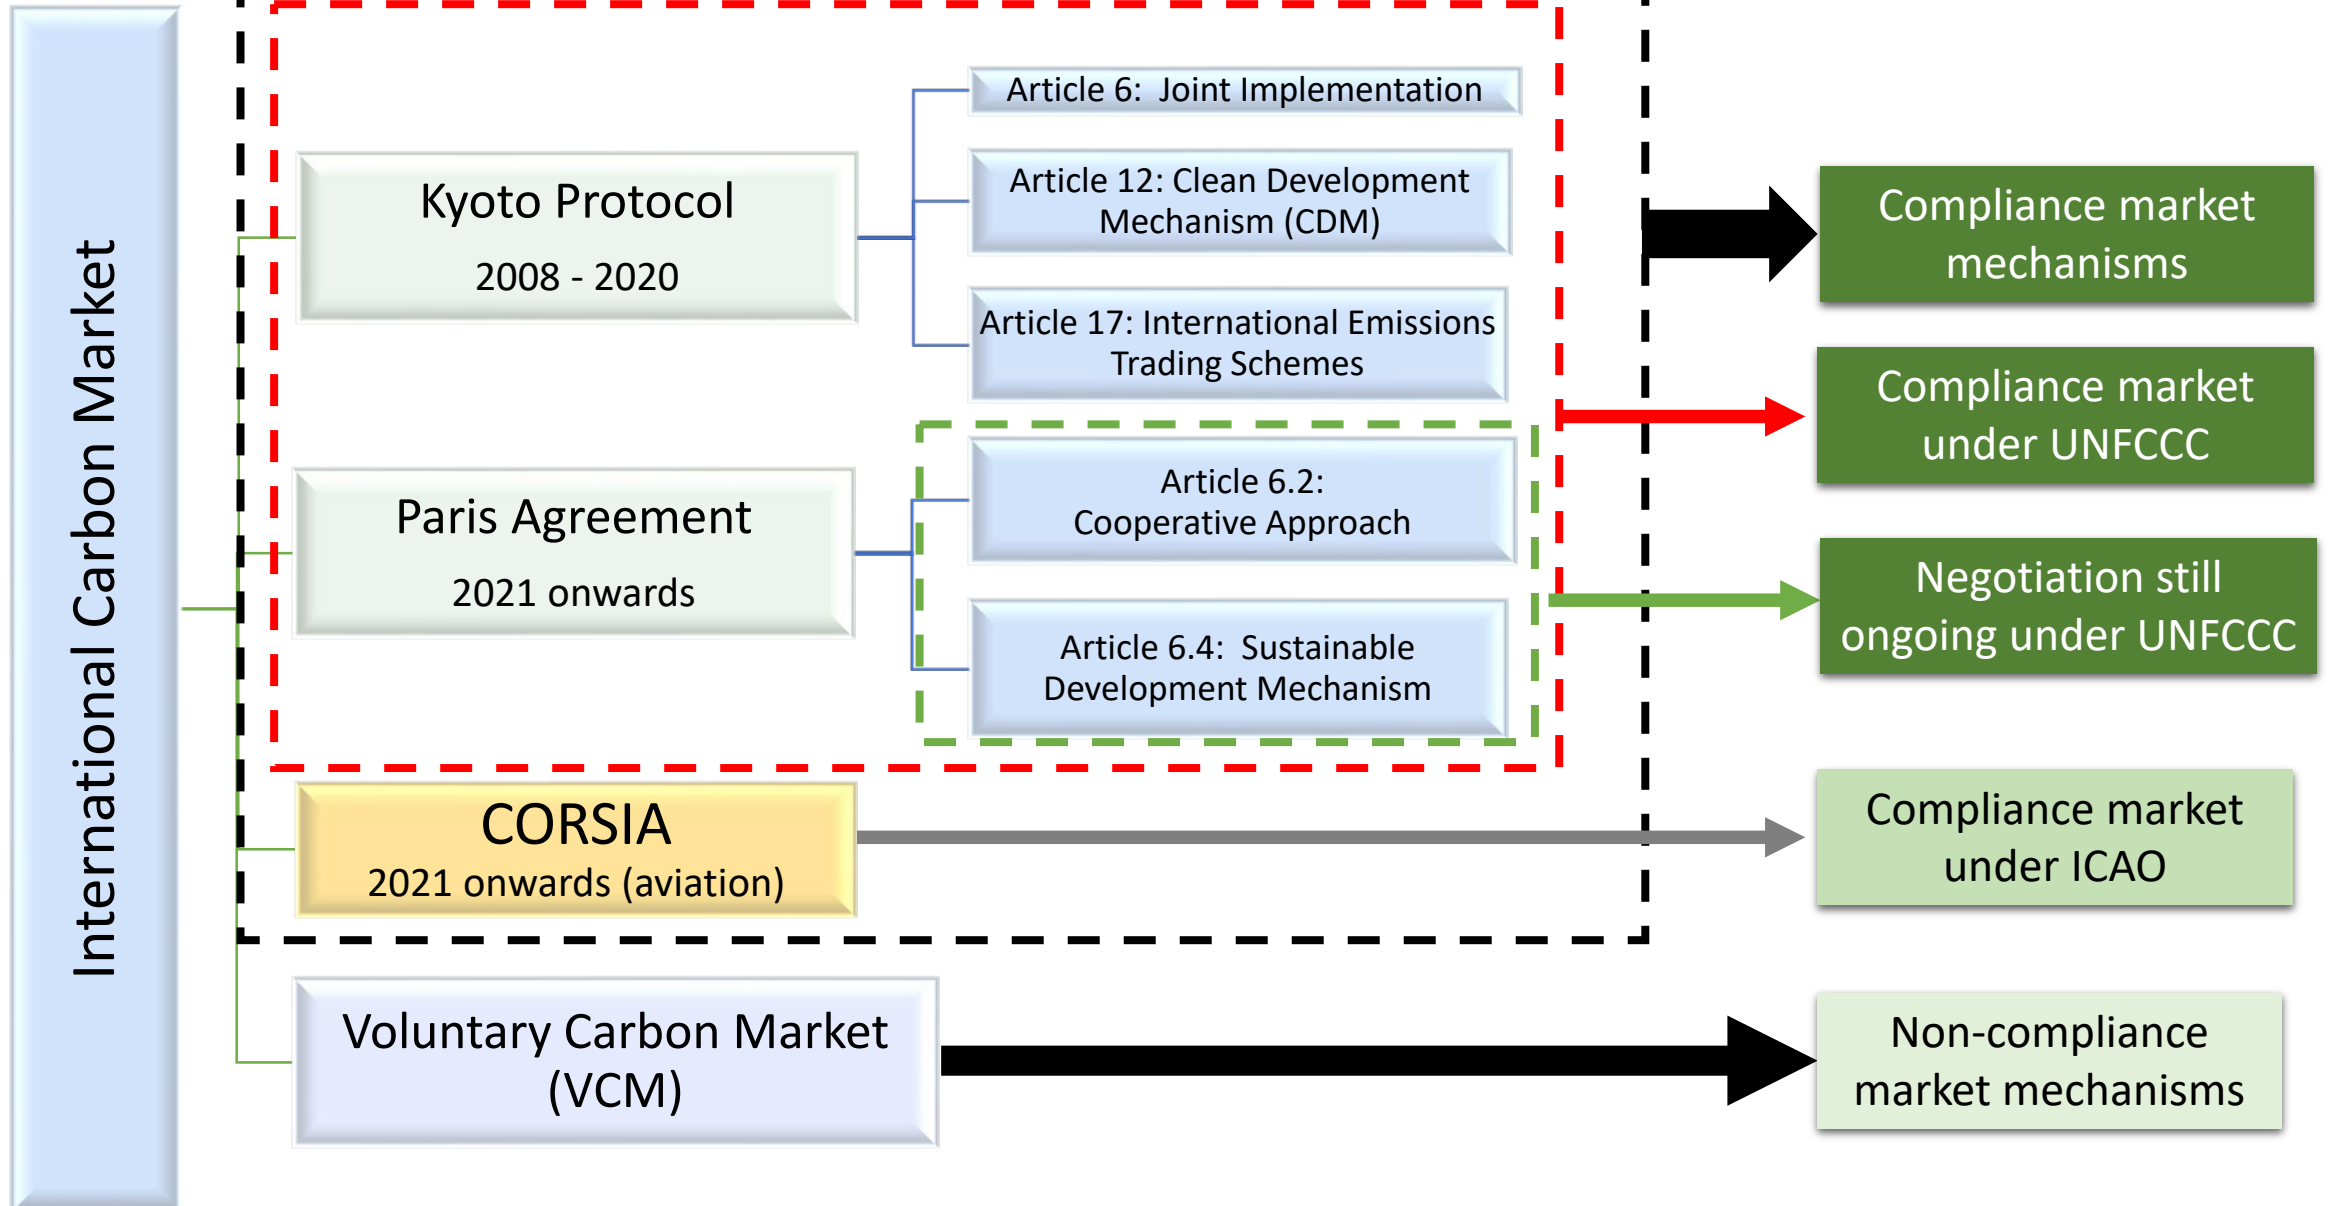 International Carbon Market
Kyoto Protocol
2008 - 2020
Article 6: Joint Implementation
Article 12: Clean Development
Mechanism (CDM)
Article 17: International Emissions
Trading Schemes
Paris Agreement
2021 onwards
Article 6.2:
Cooperative Approach
Article 6.4: Sustainable
Development Mechanism
CORSIA
2021 onwards (aviation)
Voluntary Carbon Market
(VCM)
Compliance market
mechanisms
Compliance market
under UNFCCC
Negotiation still
ongoing under UNFCCC
Compliance market
under ICAO
Non-compliance
market mechanisms